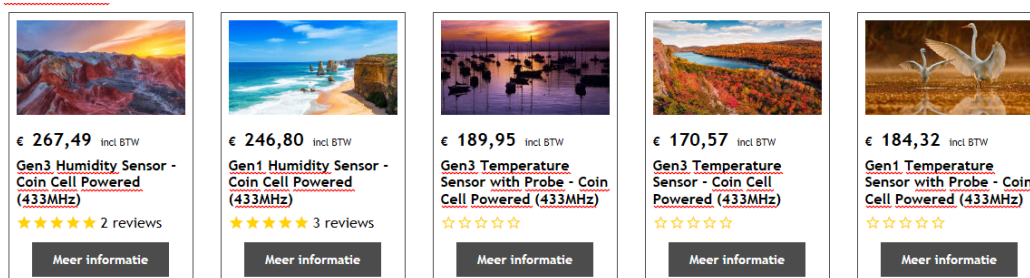 € 267,49 incl BTW
Gen3 Humidity Sensor -
Coin Cell Powered
(433MHz)
2 reviews
Meer informatie
€ 246,80 incl BTW
Gen1 Humidity Sensor -
Coin Cell Powered
(433MHz)
3 reviews
Meer informatie
€ 189,95 incl BTW
Gen3 Temperature
Sensor with Probe - Coin
Cell Powered (433MHz)
Meer informatie
€ 170,57 incl BTW
Gen3 Temperature
Sensor - Coin Cell
Powered (433MHz)
Meer informatie
€ 184,32 incl BTW
Gen1 Temperature
Sensor with Probe - Coin
Cell Powered (433MHz)
Meer informatie